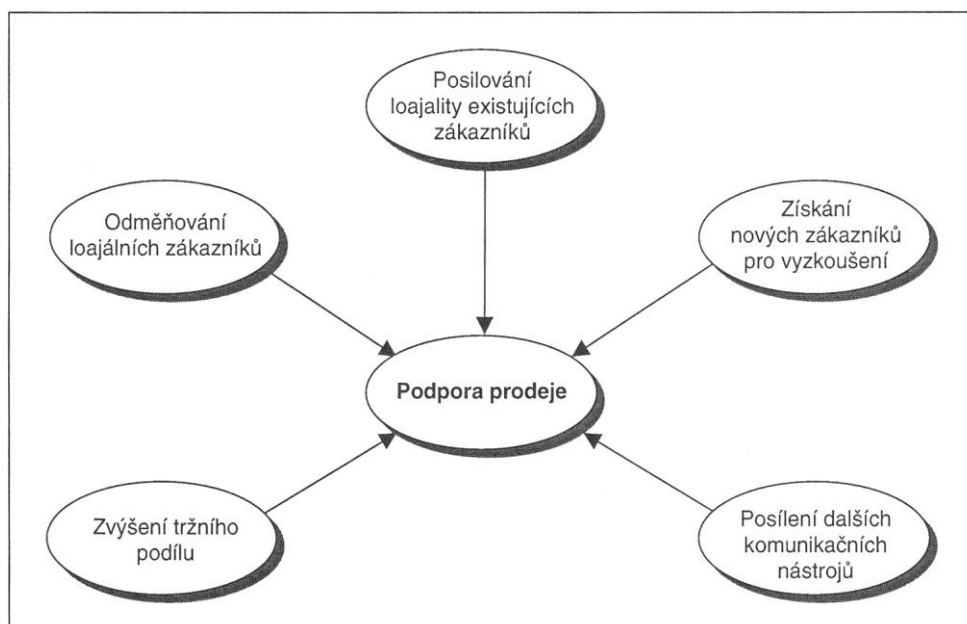 Posilování
loajality existujících
zákazníků
Odměňování
loajálních zákazníků
Získání
nových zákazníků
pro vyzkoušení
Podpora prodeje
Zvýšení tržního
podílu
Posílení dalších
komunikačních
nástrojů